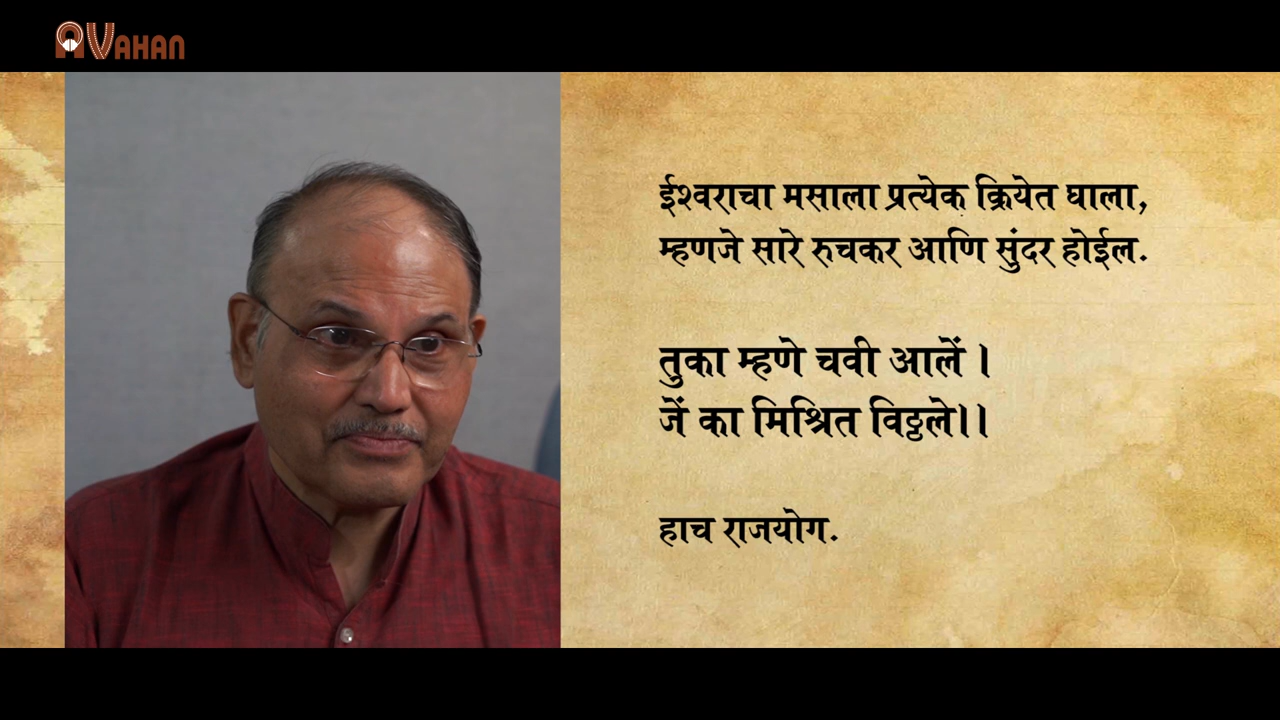 AVAHAN
ईश्वराचा मसाला प्रत्येक क्रियेत घाला,
म्हणजे सारे रुचकर आणि सुंदर होईल.
तुका म्हणे चवी आलें ।
जें का मिश्रित विठ्ठले।।
हाच राजयोग.